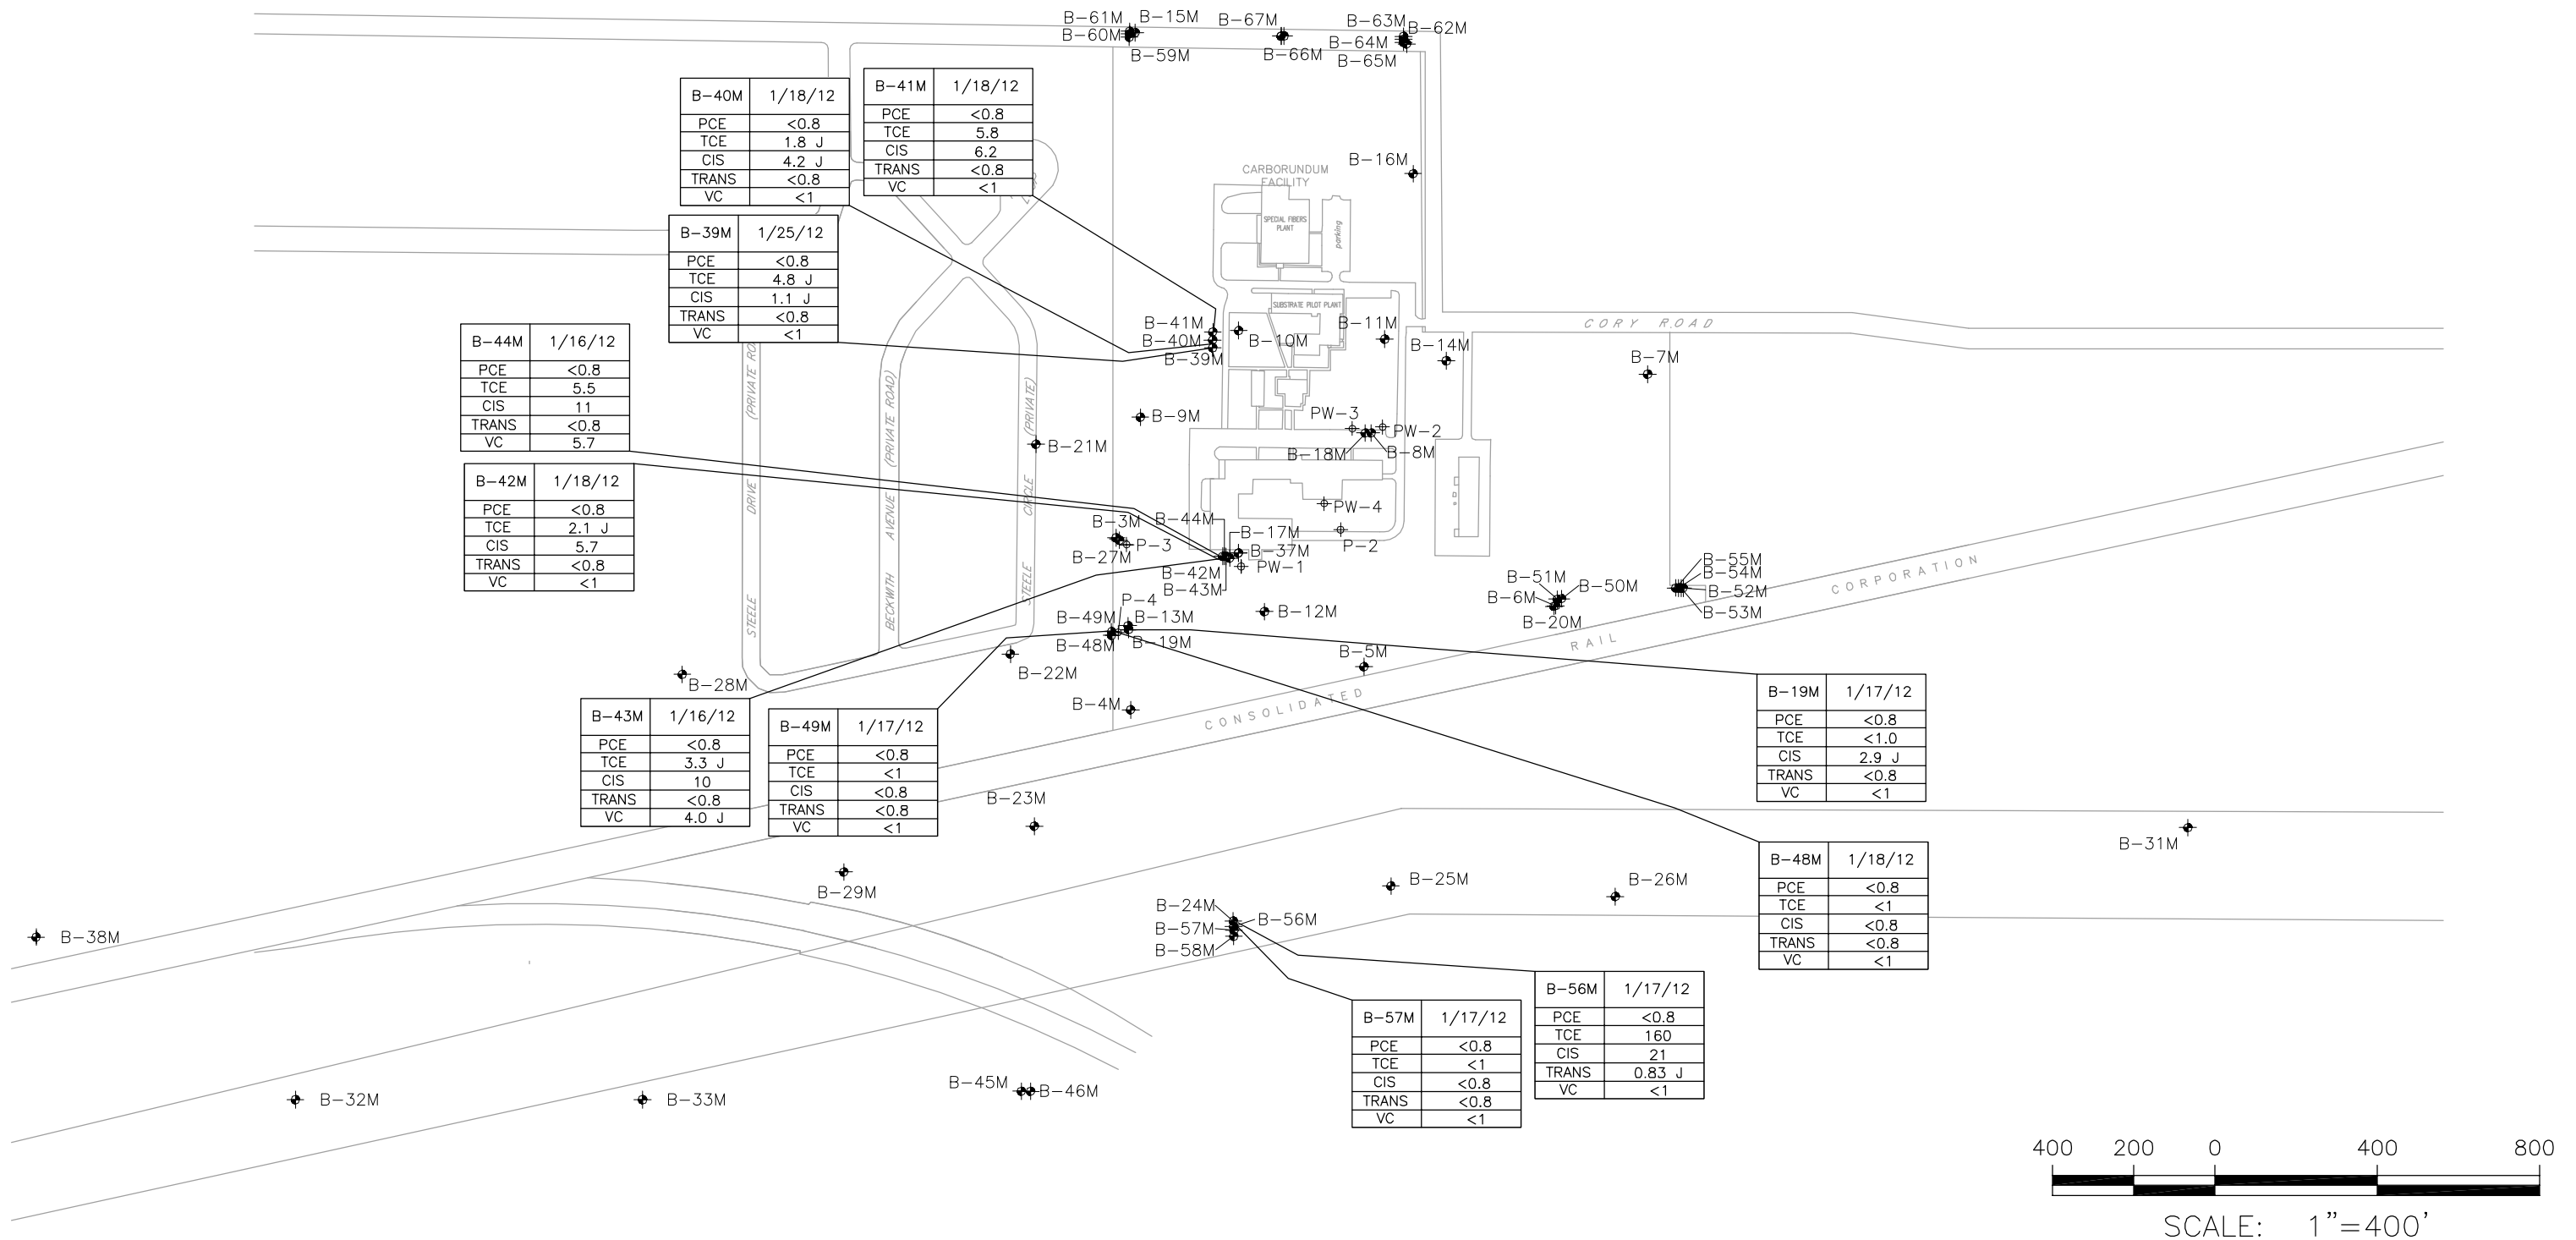 B-61M
B-15M
B-67M
B-63M
B-62M
B-60M
B-64M
B-59M
B-66M
B-65M
B-40M 1/18/12
PCE <0.8
TCE 1.8 J
CIS 4.2 J
TRANS <0.8
VC <1
B-41M 1/18/12
PCE <0.8
TCE 5.8
CIS 6.2
TRANS <0.8
VC <1
B-16M
CARBORUNDUM
FACILITY
SPECIAL FIBERS
PLANT
parking
SUBSTRATE PILOT PLANT
B-39M 1/25/12
PCE <0.8
TCE 4.8 J
CIS 1.1 J
TRANS <0.8
VC <1
B-41M
B-40M
B-39M
B-10M
B-11M
B-14M
CORY ROAD
B-7M
B-44M 1/16/12
PCE <0.8
TCE 5.5
CIS 11
TRANS <0.8
VC 5.7
B-9M
B-21M
PW-3
PW-2
B-18M
B-8M
STEELE DRIVE (PRIVATE RO
BECKWITH AVENUE (PRIVATE ROAD)
STEELE CIRCLE (PRIVATE)
B-42M 1/18/12
PCE <0.8
TCE 2.1 J
CIS 5.7
TRANS <0.8
VC <1
PW-4
B-44M
B-3M
B-17M
P-3
B-27M
B-37M
P-2
B-42M
PW-1
B-43M
B-55M
B-54M
B-52M
B-53M
B-51M
B-50M
B-6M
B-20M
P-4
B-49M
B-13M
B-12M
B-48M
B-19M
B-5M
B-22M
B-28M
B-4M
CONSOLIDATED RAIL CORPORATION
B-43M 1/16/12
PCE <0.8
TCE 3.3 J
CIS 10
TRANS <0.8
VC 4.0 J
B-49M 1/17/12
PCE <0.8
TCE <1
CIS <0.8
TRANS <0.8
VC <1
B-19M 1/17/12
PCE <0.8
TCE <1.0
CIS 2.9 J
TRANS <0.8
VC <1
B-23M
B-31M
B-48M 1/18/12
PCE <0.8
TCE <1
CIS <0.8
TRANS <0.8
VC <1
B-29M
B-25M
B-26M
B-24M
B-56M
B-57M
B-58M
B-38M
B-56M 1/17/12
PCE <0.8
TCE 160
CIS 21
TRANS 0.83 J
VC <1
B-57M 1/17/12
PCE <0.8
TCE <1
CIS <0.8
TRANS <0.8
VC <1
B-45M
B-46M
B-32M
B-33M
400 200 0 400 800
SCALE: 1"=400'